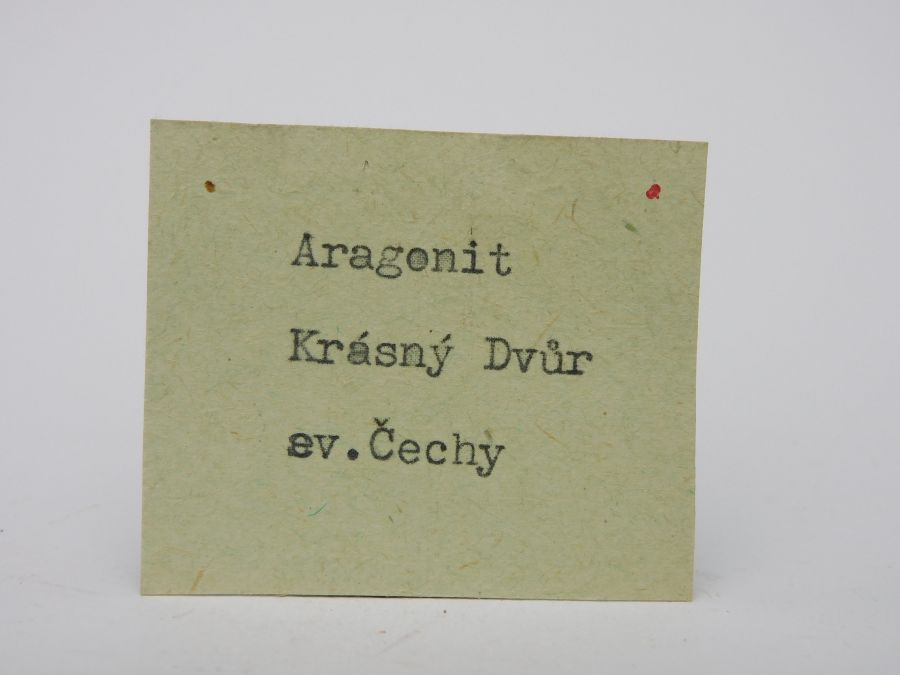 Aragonit
Krásný Dvůr
sv.Čechy